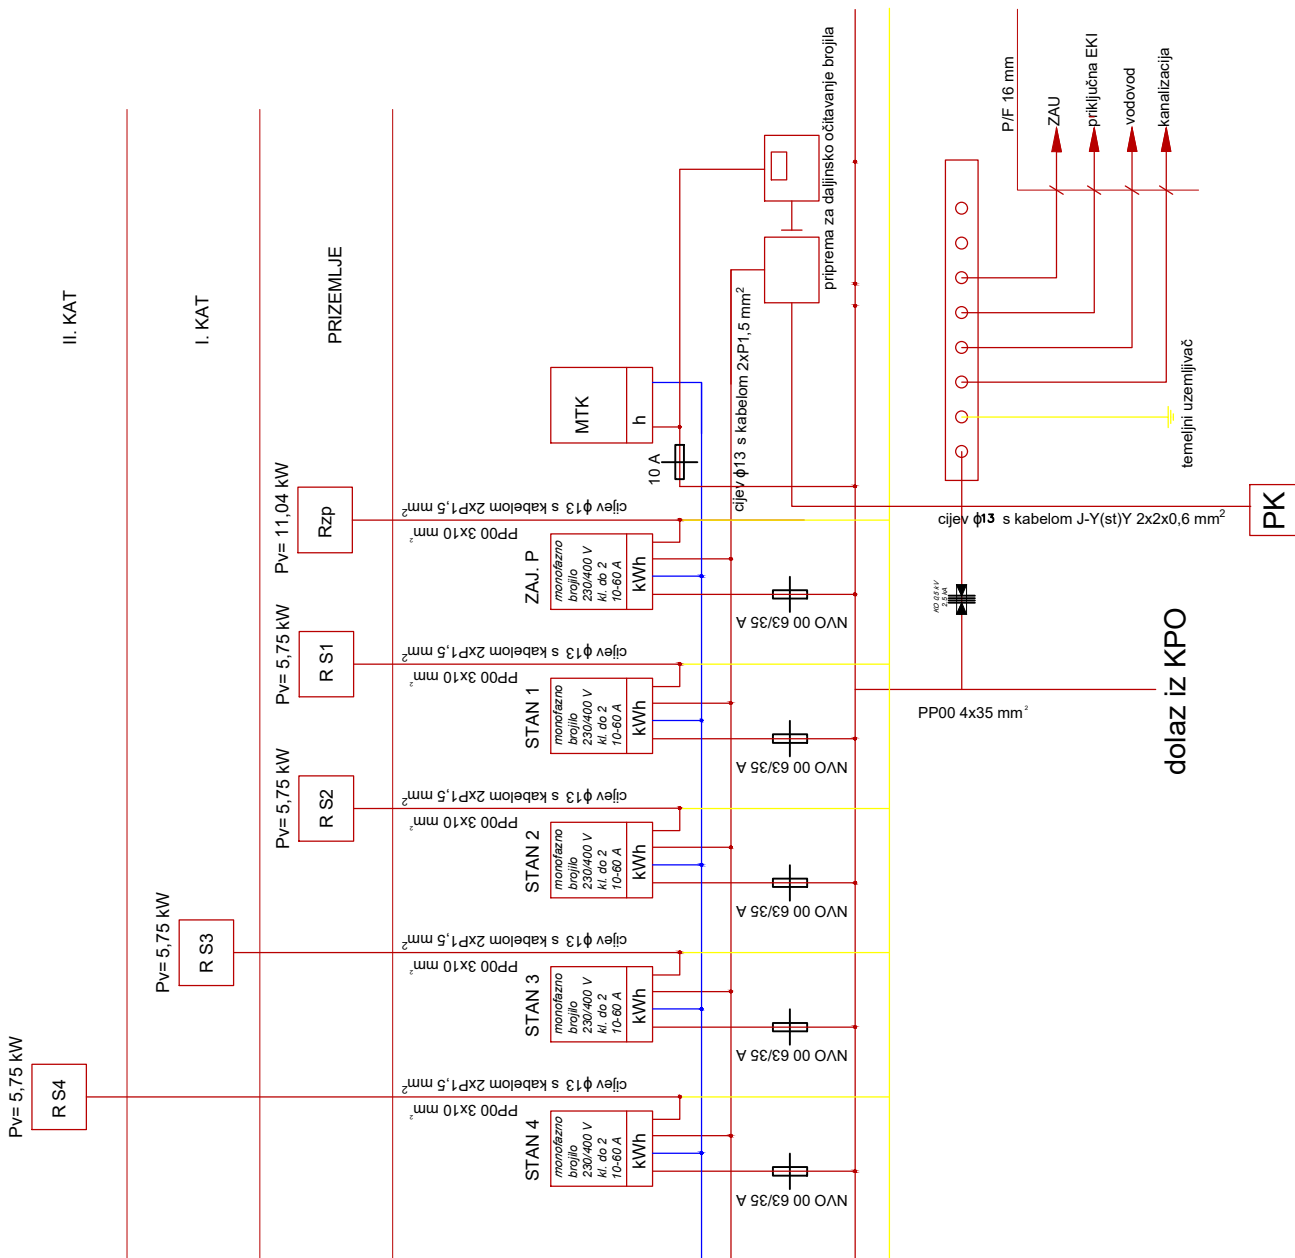 II. KAT
I. KAT
PRIZEMLJE
Pv= 5,75 kW
R S4
Pv= 5,75 kW
R S3
Pv= 5,75 kW
R S2
Pv= 5,75 kW
R S1
Pv= 11,04 kW
Rzp
cijev ϕ13 s kabelom 2xP1,5 mm²
PP00 3x10 mm²
cijev ϕ13 s kabelom 2xP1,5 mm²
PP00 3x10 mm²
cijev ϕ13 s kabelom 2xP1,5 mm²
PP00 3x10 mm²
cijev ϕ13 s kabelom 2xP1,5 mm²
PP00 3x10 mm²
cijev ϕ13 s kabelom 2xP1,5 mm²
PP00 3x10 mm²
STAN 4
monofazno
brojilo
230/400 V
kl. do 2
10-60 A
kWh
STAN 3
monofazno
brojilo
230/400 V
kl. do 2
10-60 A
kWh
STAN 2
monofazno
brojilo
230/400 V
kl. do 2
10-60 A
kWh
STAN 1
monofazno
brojilo
230/400 V
kl. do 2
10-60 A
kWh
ZAJ. P
monofazno
brojilo
230/400 V
kl. do 2
10-60 A
kWh
MTK
h
10 A
NVO 00 63/35 A
NVO 00 63/35 A
NVO 00 63/35 A
NVO 00 63/35 A
NVO 00 63/35 A
cijev ϕ13 s kabelom 2xP1,5 mm²
priprema za daljinsko očitavanje brojila
P/F 16 mm
ZAU
priključna EKI
vodovod
kanalizacija
temeljni uzemljivač
cijev ϕ13 s kabelom J-Y(st)Y 2x2x0,6 mm²
PK
KO 0,5 kV
2,5 kA
PP00 4x35 mm²
dolaz iz KPO